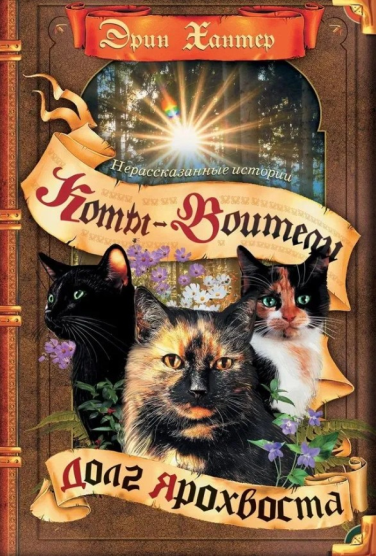 Эрин Хантер
Нерассказанные истории
Коты-Воители
Долг Ярохвоста